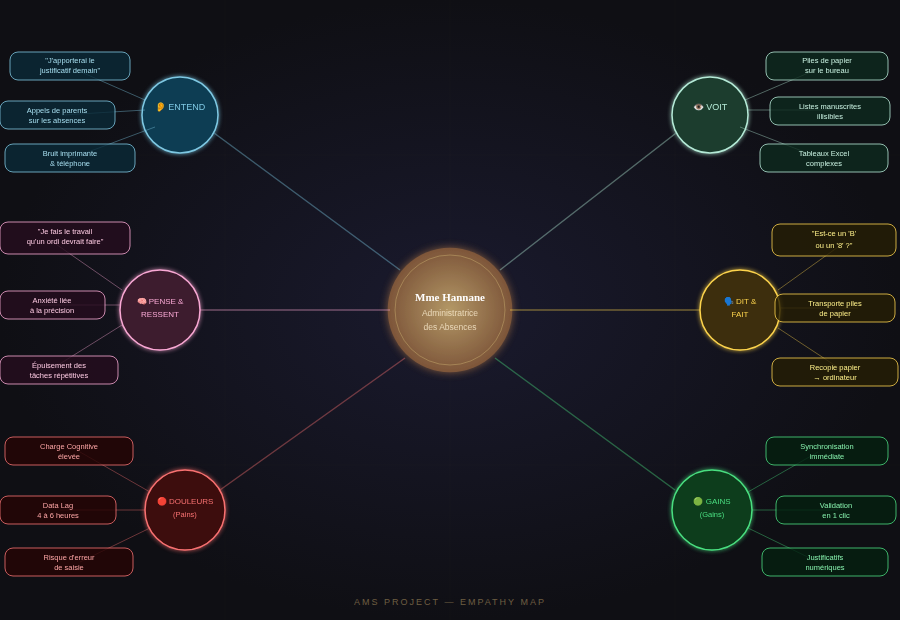 "J'apporterai le
justificatif demain"
Appels de parents
sur les absences
Bruit imprimante
& téléphone
👂 ENTEND
👁️ VOIT
Piles de papier
sur le bureau
Listes manuscrites
illisibles
Tableaux Excel
complexes
"Je fais le travail
qu'un ordi devrait faire"
Anxiété liée
à la précision
Épuisement des
tâches répétitives
🧠 PENSE &
RESSENT
Mme Hannane
Administratrice
des Absences
🗣️ DIT &
FAIT
"Est-ce un 'B'
ou un '8' ?"
Transporte piles
de papier
Recopie papier
→ ordinateur
Charge Cognitive
élevée
Data Lag
4 à 6 heures
Risque d'erreur
de saisie
🔴 DOULEURS
(Pains)
🟢 GAINS
(Gains)
Synchronisation
immédiate
Validation
en 1 clic
Justificatifs
numériques
AMS PROJECT — EMPATHY MAP